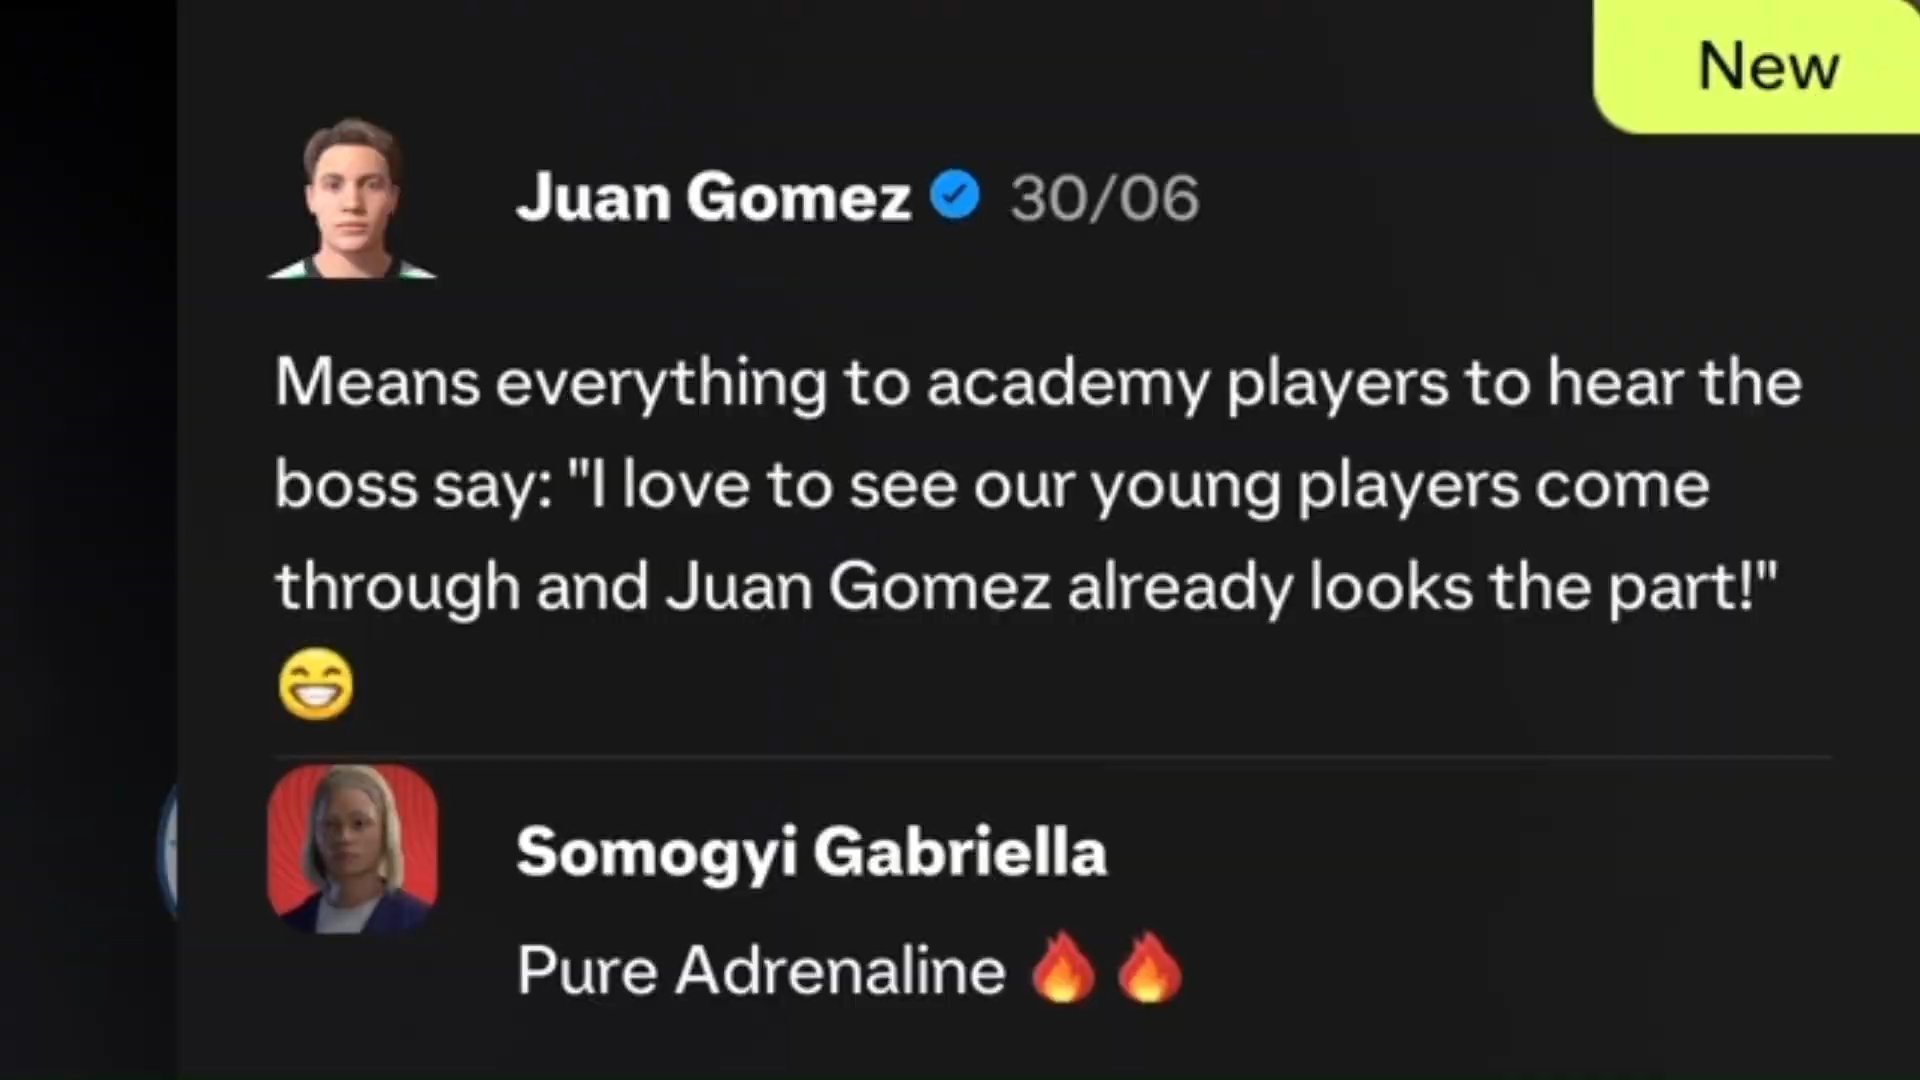 New
Juan Gomez 30/06
Means everything to academy players to hear the
boss say: "I love to see our young players come
through and Juan Gomez already looks the part!"
😁
Somogyi Gabriella
Pure Adrenaline 🔥 🔥